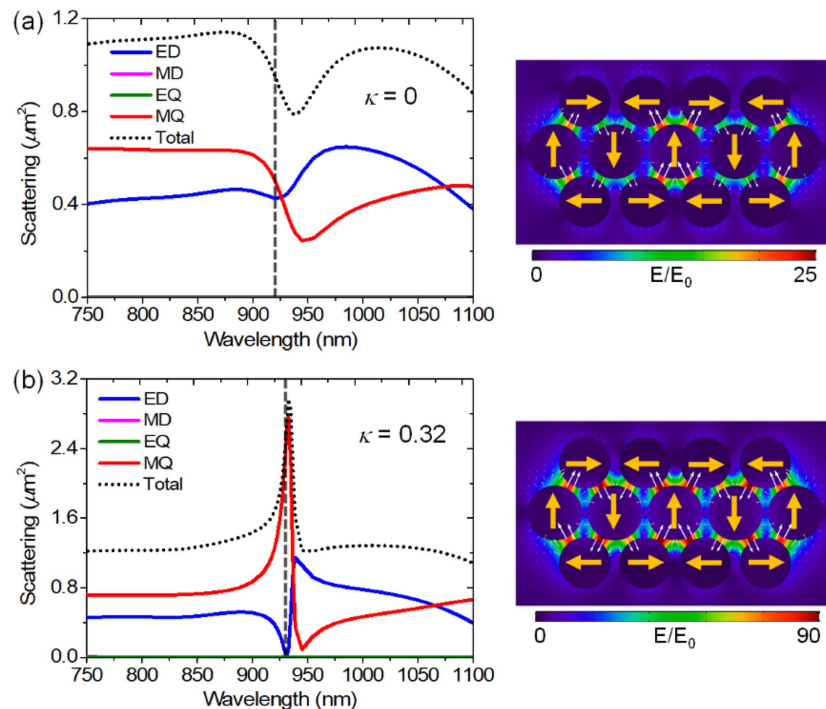 (a)
1.2
0.8
0.4
0.0
Scattering (μm²)
ED
MD
EQ
MQ
Total
κ = 0
750 800 850 900 950 1000 1050 1100
Wavelength (nm)
0 25
E/E₀
(b)
3.2
2.4
1.6
0.8
0.0
Scattering (μm²)
ED
MD
EQ
MQ
Total
κ = 0.32
750 800 850 900 950 1000 1050 1100
Wavelength (nm)
0 90
E/E₀